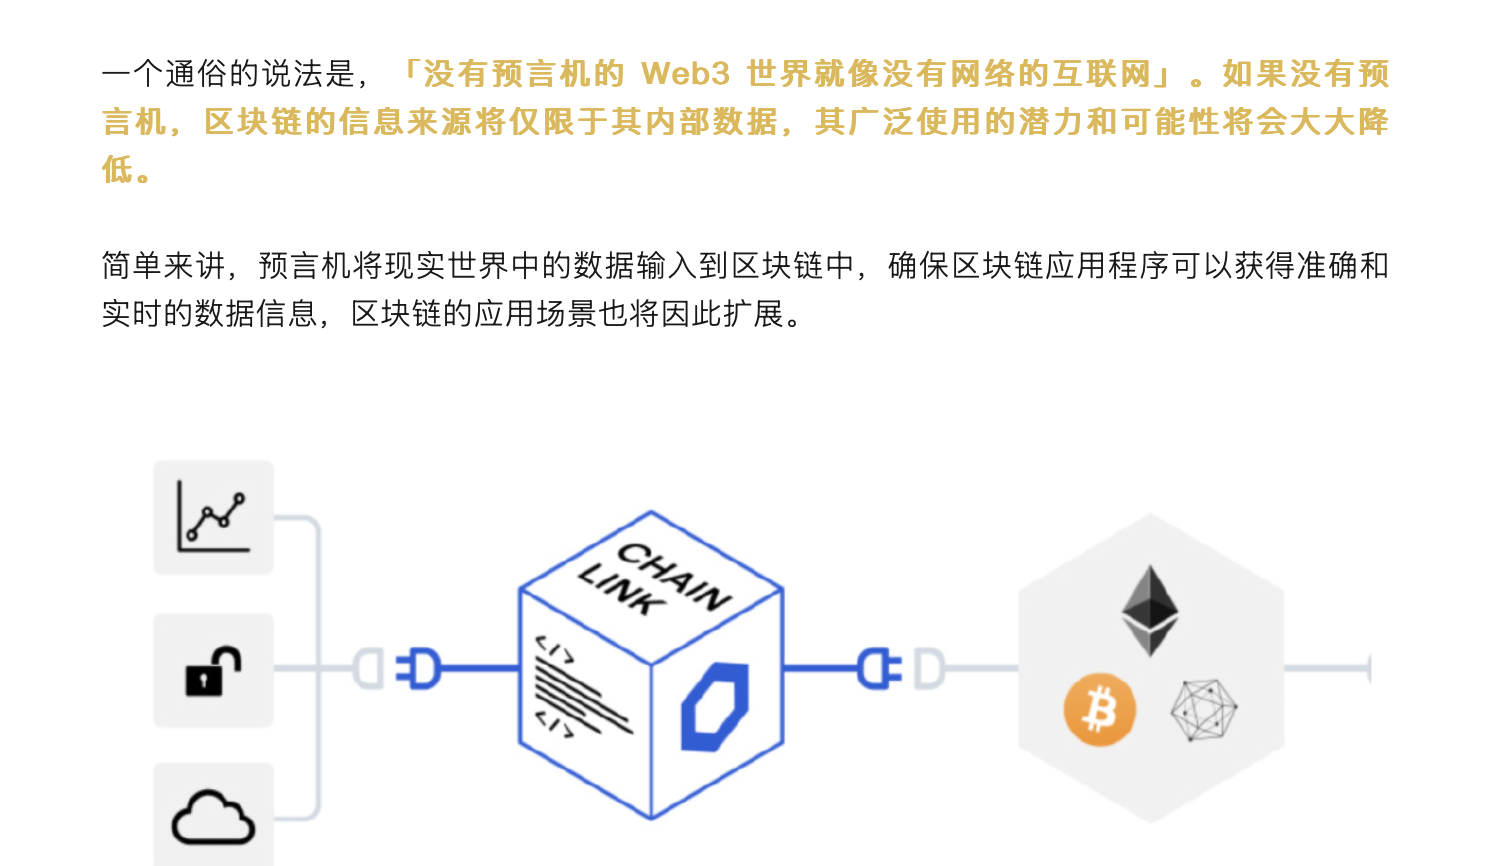 一个通俗的说法是，「没有预言机的 Web3 世界就像没有网络的互联网」。如果没有预
言机，区块链的信息来源将仅限于其内部数据，其广泛使用的潜力和可能性将会大大降
低。
简单来讲，预言机将现实世界中的数据输入到区块链中，确保区块链应用程序可以获得准确和
实时的数据信息，区块链的应用场景也将因此扩展。
CHAIN
LINK
<i>
</i>